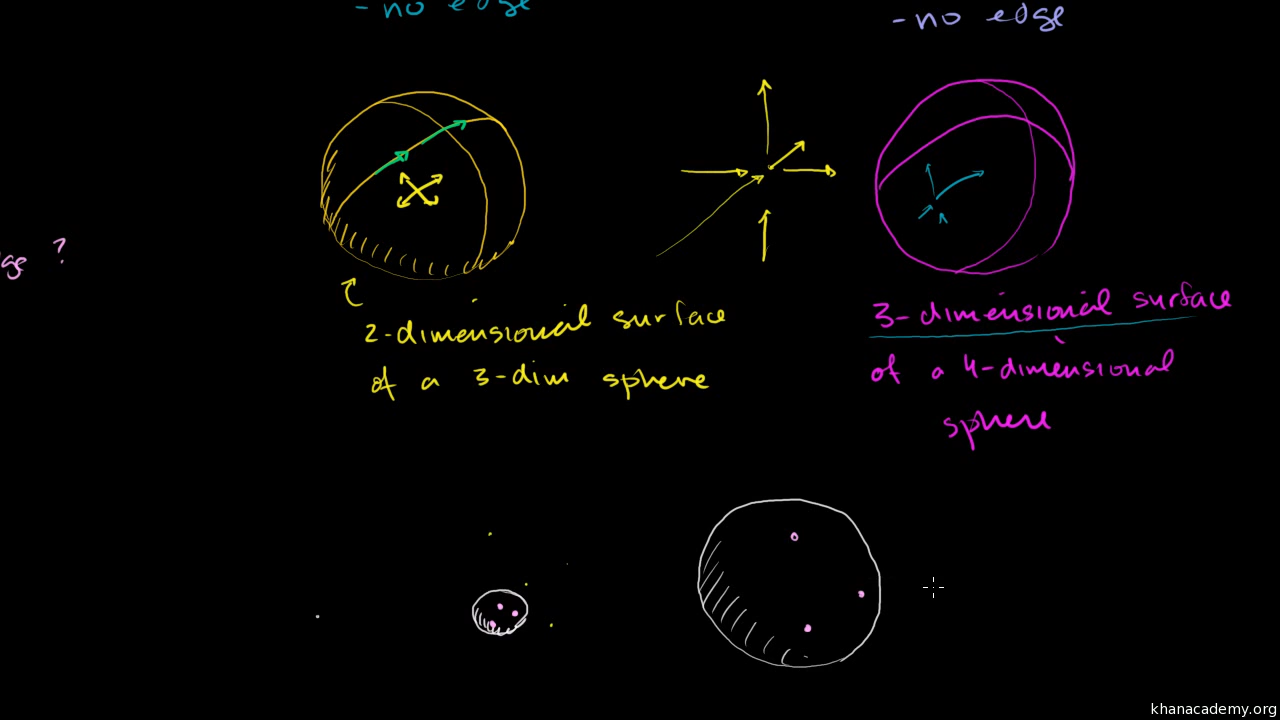 - no edge
- no edge
?
2-dimensional surface
of a 3-dim sphere
3-dimensional surface
of a 4-dimensional
sphere
khanacademy.org